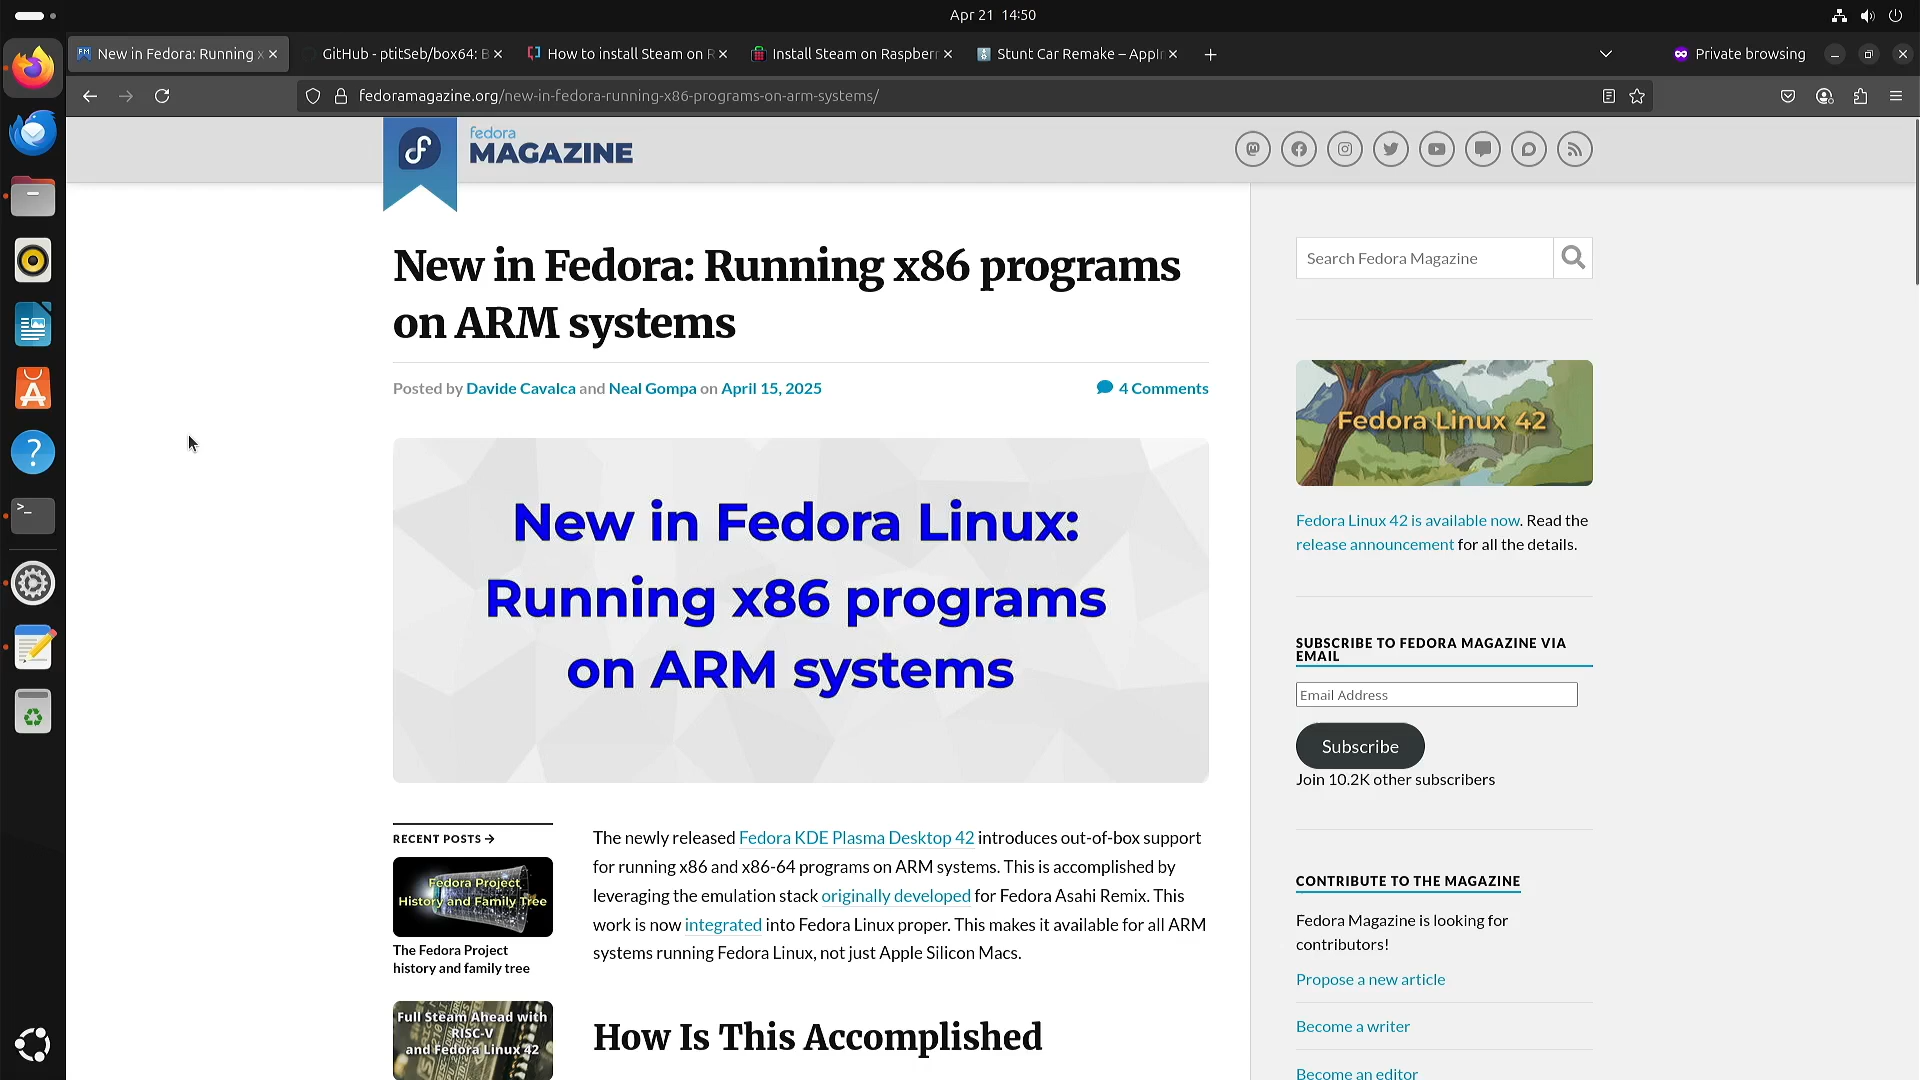 Apr 21 14:50
New in Fedora: Running x
GitHub - ptitSeb/box64: B
How to install Steam on R
Install Steam on Raspberr
Stunt Car Remake – AppI
Private browsing
fedoramagazine.org/new-in-fedora-running-x86-programs-on-arm-systems/
fedora
MAGAZINE
New in Fedora: Running x86 programs
on ARM systems
Posted by Davide Cavalca and Neal Gompa on April 15, 2025
4 Comments
New in Fedora Linux:
Running x86 programs
on ARM systems
RECENT POSTS →
Fedora Project
History and Family Tree
The Fedora Project
history and family tree
Full Steam Ahead with
RISC-V
and Fedora Linux 42
The newly released Fedora KDE Plasma Desktop 42 introduces out-of-box support
for running x86 and x86-64 programs on ARM systems. This is accomplished by
leveraging the emulation stack originally developed for Fedora Asahi Remix. This
work is now integrated into Fedora Linux proper. This makes it available for all ARM
systems running Fedora Linux, not just Apple Silicon Macs.
How Is This Accomplished
Search Fedora Magazine
Fedora Linux 42
Fedora Linux 42 is available now. Read the
release announcement for all the details.
SUBSCRIBE TO FEDORA MAGAZINE VIA
EMAIL
Email Address
Subscribe
Join 10.2K other subscribers
CONTRIBUTE TO THE MAGAZINE
Fedora Magazine is looking for
contributors!
Propose a new article
Become a writer
Become an editor